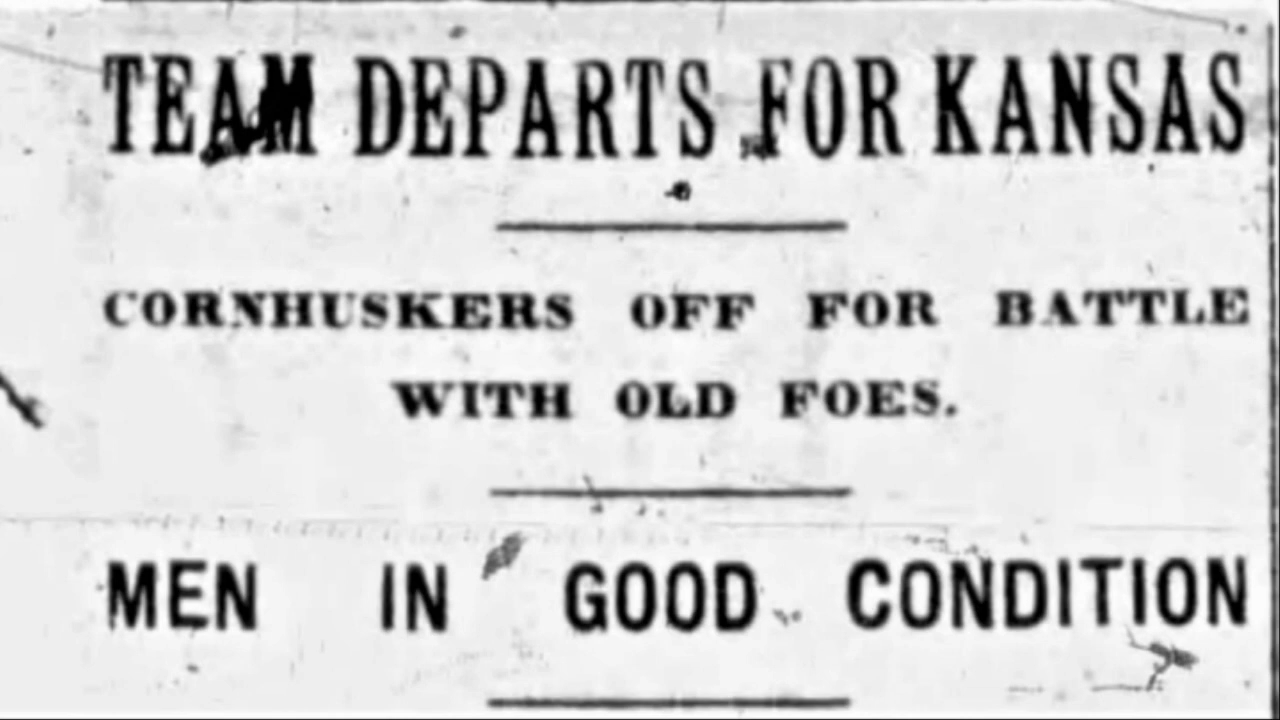 TEAM DEPARTS FOR KANSAS
CORNHUSKERS OFF FOR BATTLE
WITH OLD FOES.
MEN IN GOOD CONDITION